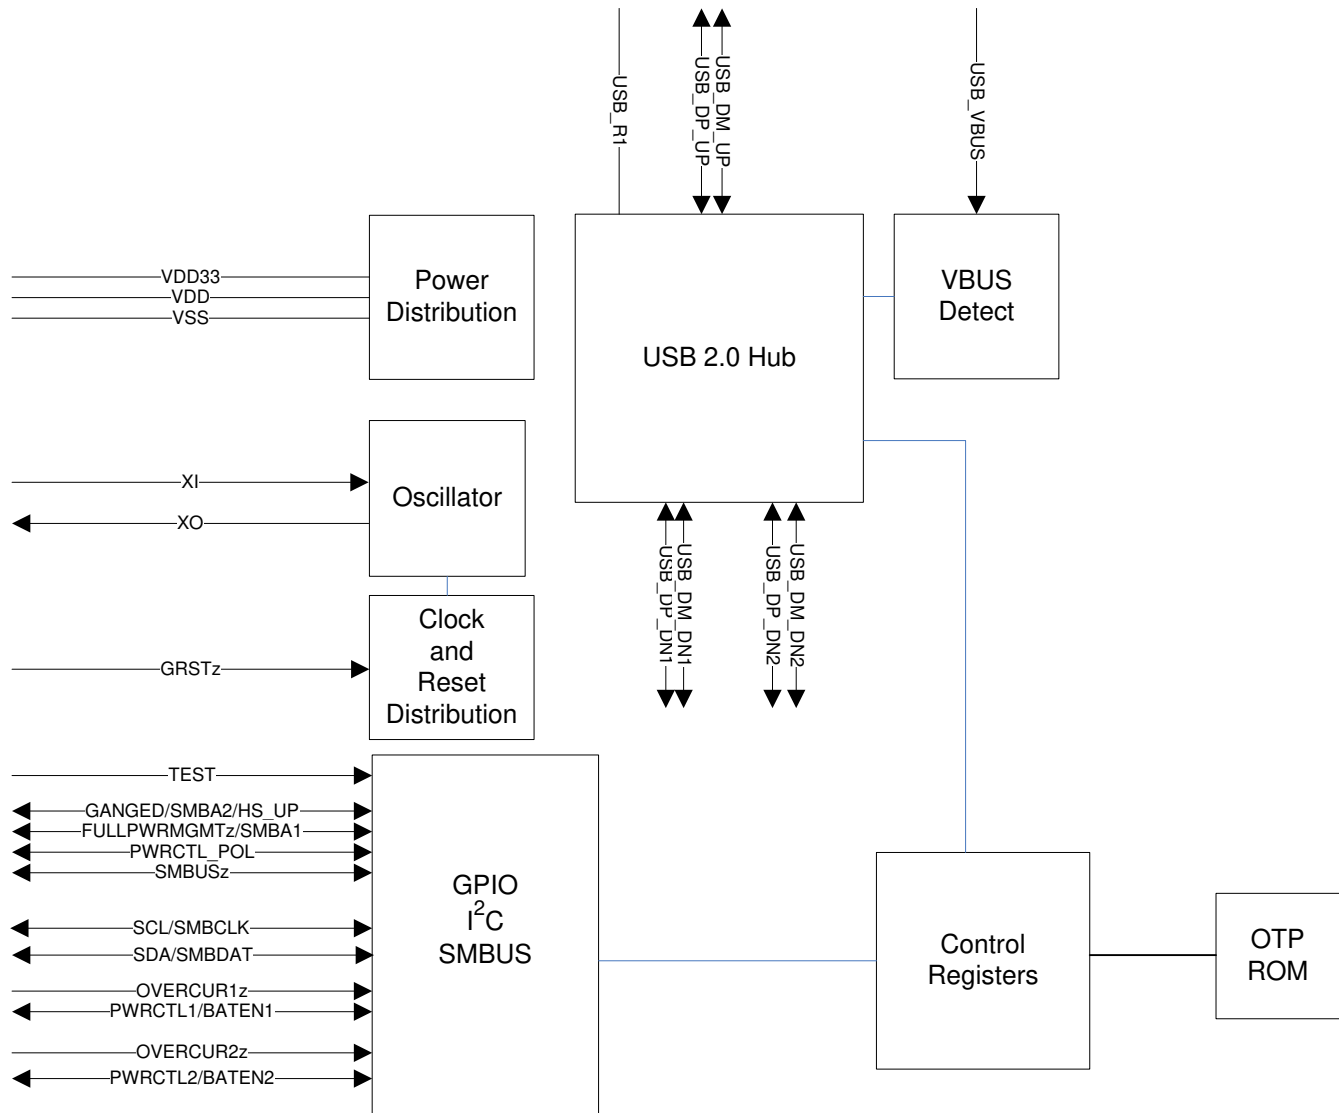 USB_R1
USB_DP_UP
USB_DM_UP
USB_VBUS
VDD33
VDD
VSS
Power
Distribution
USB 2.0 Hub
VBUS
Detect
XI
XO
Oscillator
USB_DP_DN1
USB_DM_DN1
USB_DP_DN2
USB_DM_DN2
GRSTz
Clock
and
Reset
Distribution
TEST
GANGED/SMBA2/HS_UP
FULLPWRMGMTz/SMBA1
PWRCTL_POL
SMBUSz
SCL/SMBCLK
SDA/SMBDAT
OVERCUR1z
PWRCTL1/BATEN1
OVERCUR2z
PWRCTL2/BATEN2
GPIO
I²C
SMBUS
Control
Registers
OTP
ROM